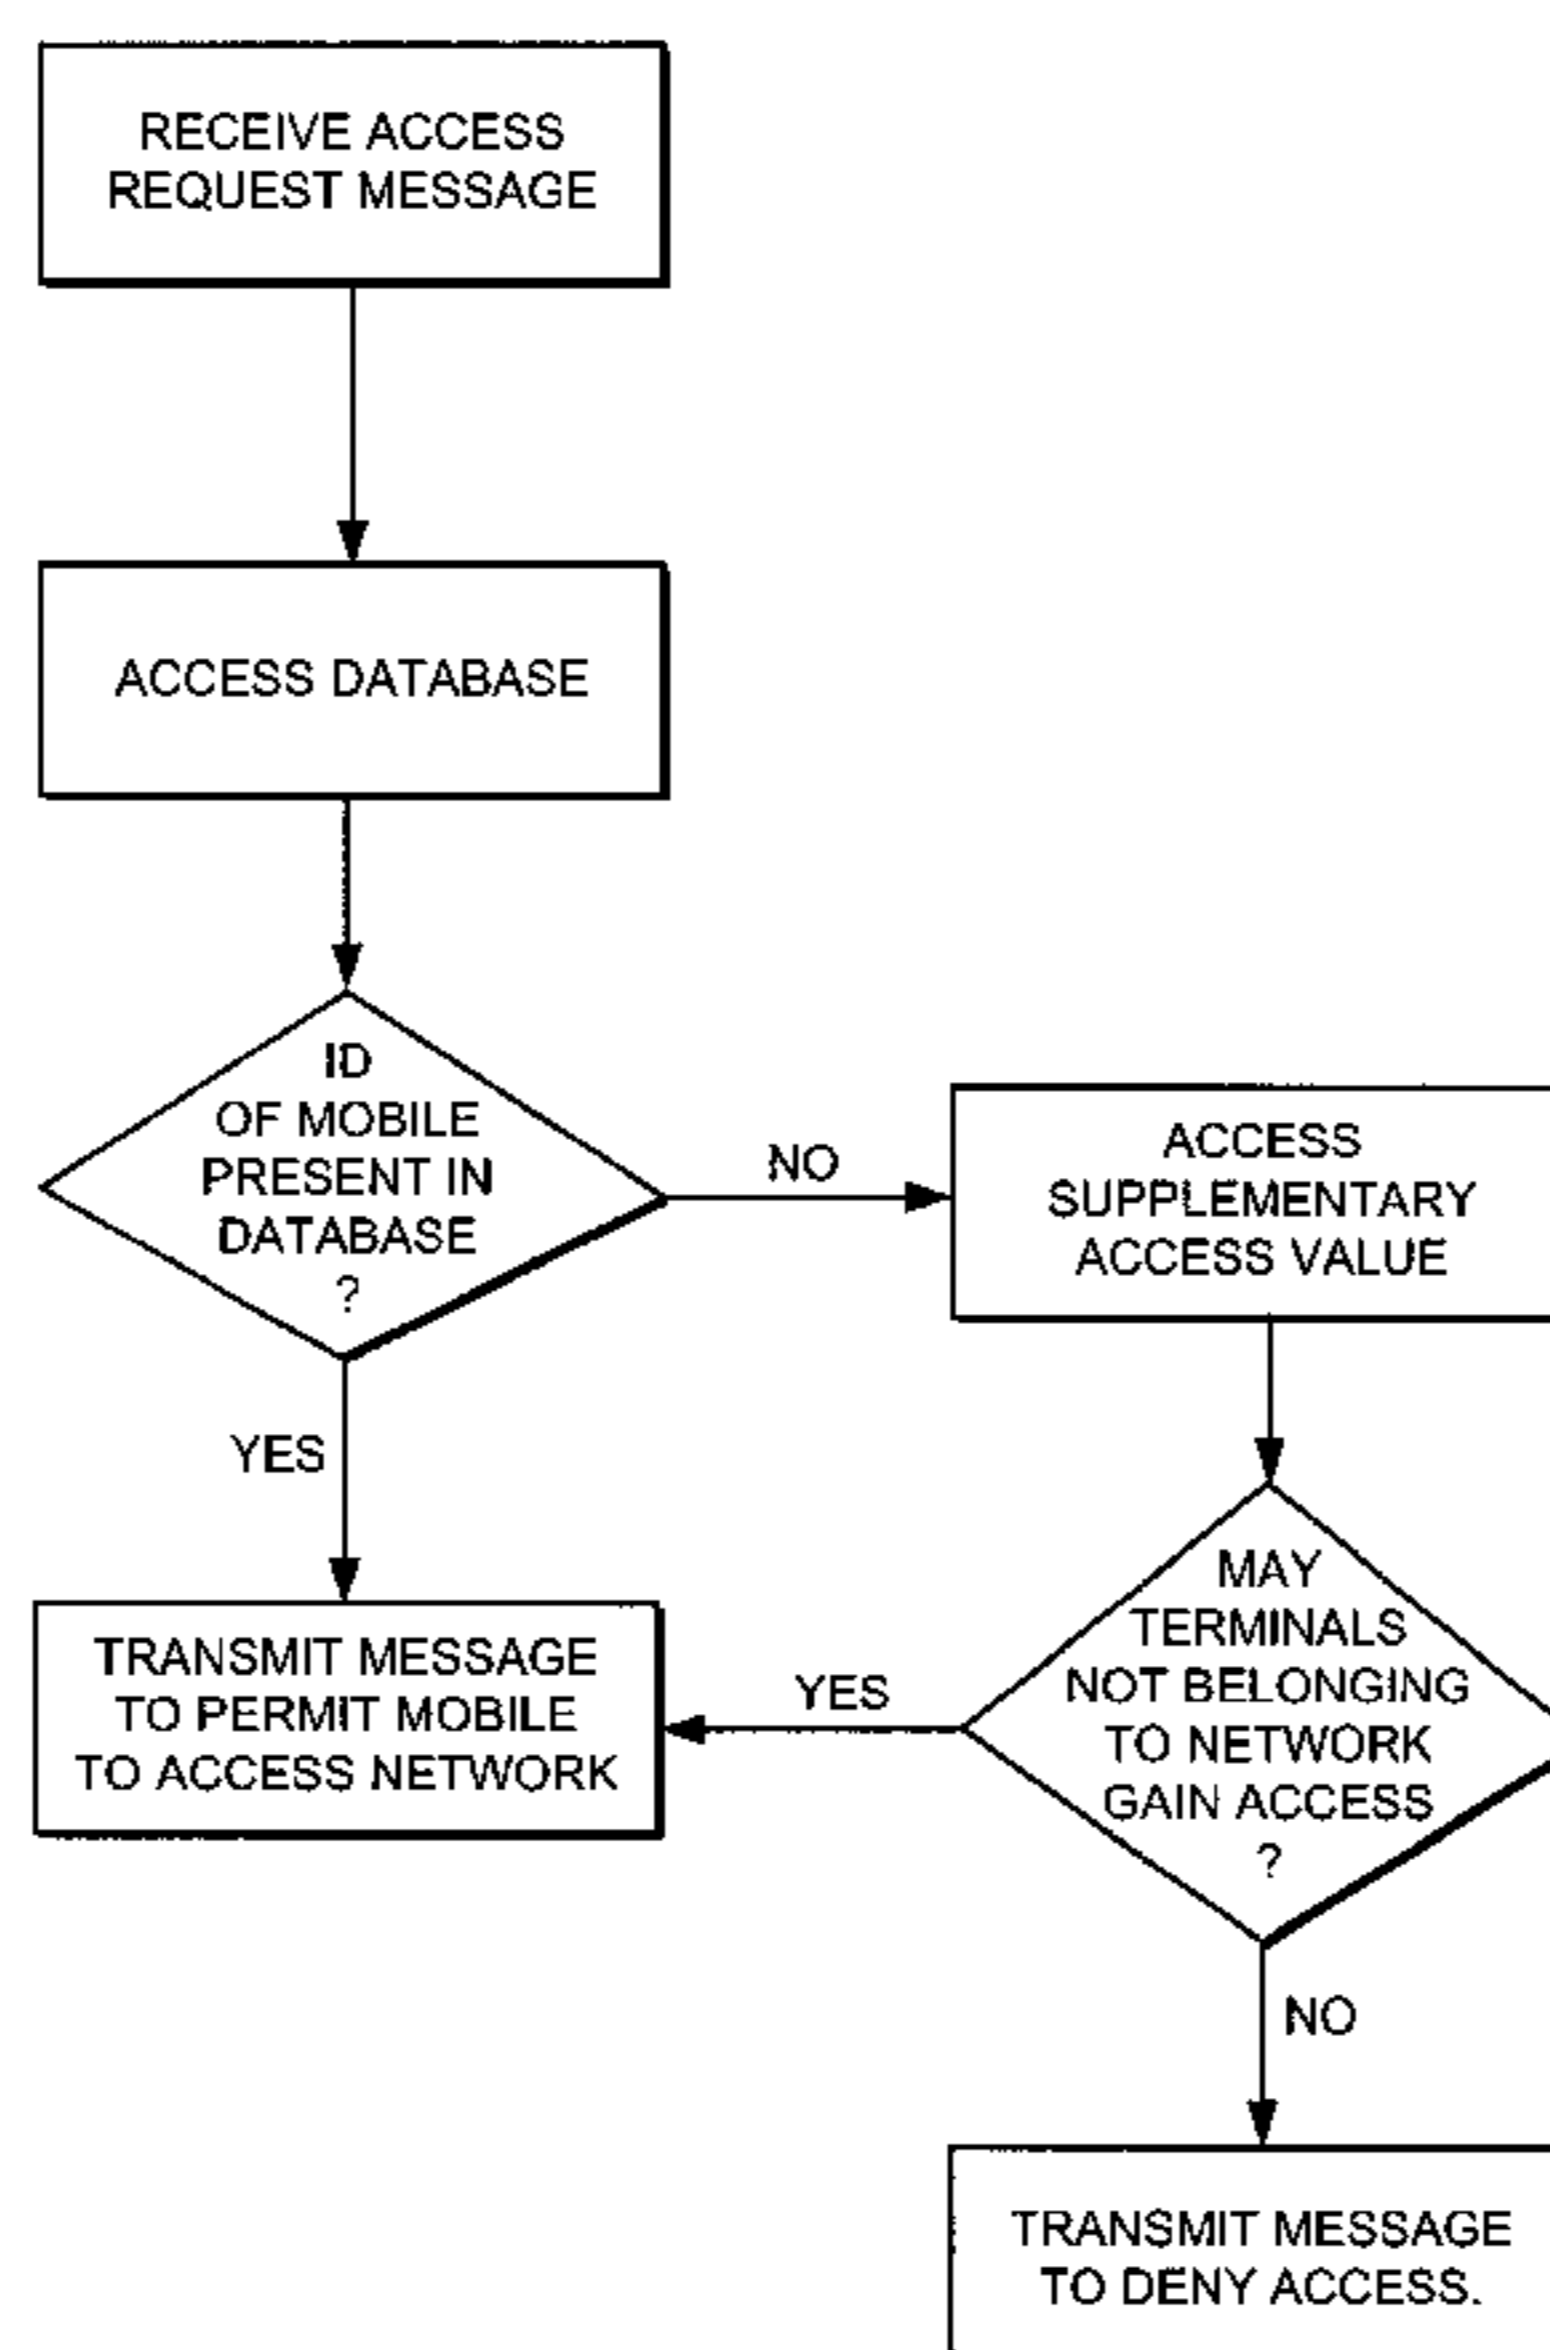 RECEIVE ACCESS
REQUEST MESSAGE
ACCESS DATABASE
ID
OF MOBILE
PRESENT IN
DATABASE
?
NO
ACCESS
SUPPLEMENTARY
ACCESS VALUE
YES
TRANSMIT MESSAGE
TO PERMIT MOBILE
TO ACCESS NETWORK
YES
MAY
TERMINALS
NOT BELONGING
TO NETWORK
GAIN ACCESS
?
NO
TRANSMIT MESSAGE
TO DENY ACCESS.